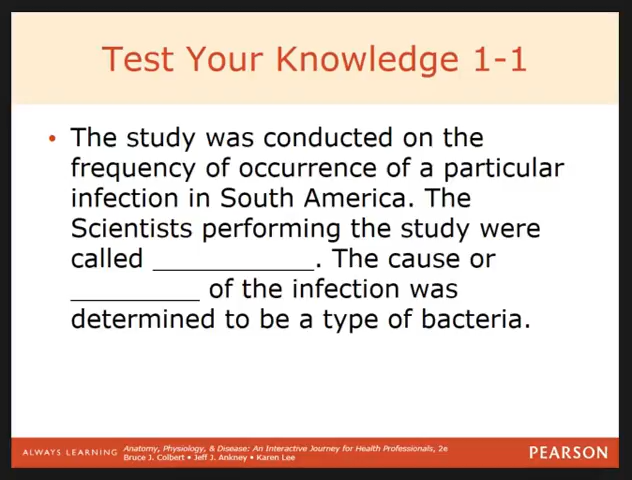 Test Your Knowledge 1-1
• The study was conducted on the
frequency of occurrence of a particular
infection in South America. The
Scientists performing the study were
called ___________. The cause or
_________ of the infection was
determined to be a type of bacteria.
ALWAYS LEARNING
Anatomy, Physiology, & Disease: An Interactive Journey for Health Professionals, 2e
Bruce J. Colbert • Jeff J. Ankney • Karen Lee
PEARSON